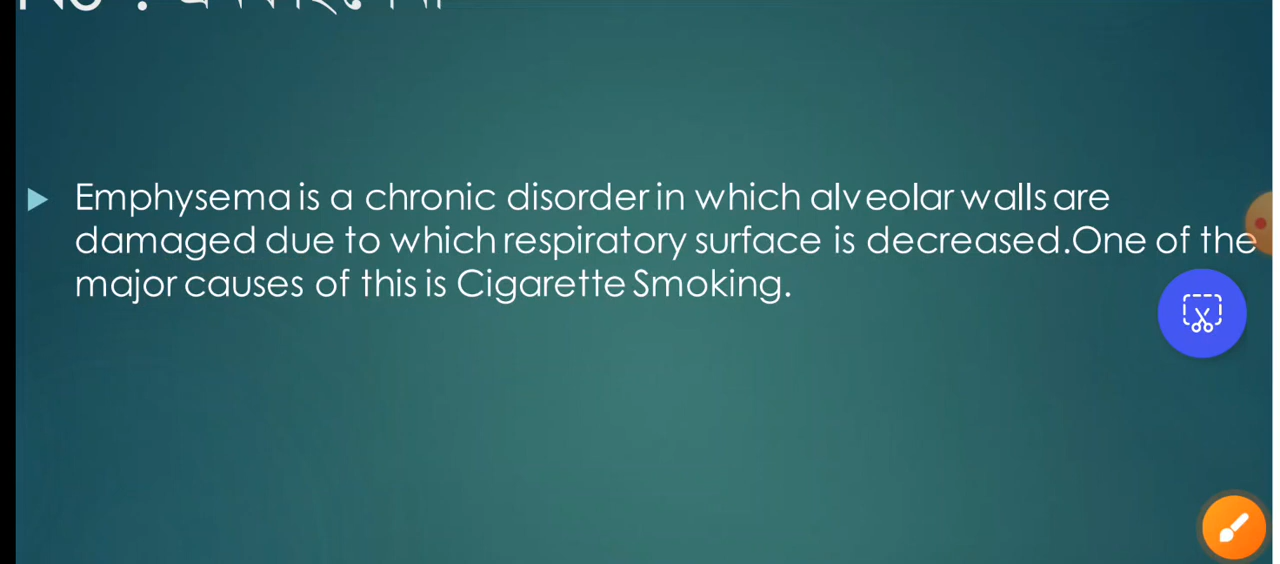 Emphysema is a chronic disorder in which alveolar walls are
damaged due to which respiratory surface is decreased.One of the
major causes of this is Cigarette Smoking.